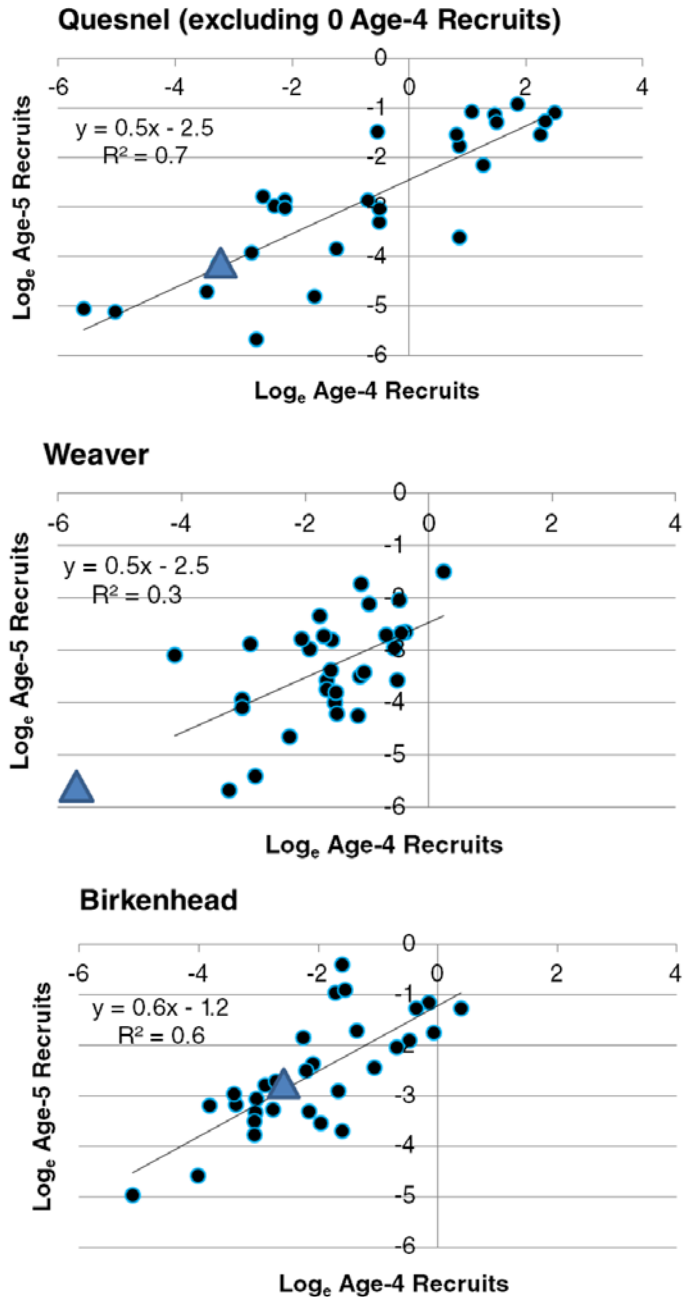 Quesnel (excluding 0 Age-4 Recruits)
0
-6 -4 -2 0 2 4
-1
y = 0.5x - 2.5
R² = 0.7
-2
-3
-4
-5
-6
Logₑ Age-5 Recruits
Logₑ Age-4 Recruits
Weaver
0
-6 -4 -2 0 2 4
-1
y = 0.5x - 2.5
R² = 0.3
-2
-3
-4
-5
-6
Logₑ Age-5 Recruits
Logₑ Age-4 Recruits
Birkenhead
0
-6 -4 -2 0 2 4
-1
y = 0.6x - 1.2
R² = 0.6
-2
-3
-4
-5
-6
Logₑ Age-5 Recruits
Logₑ Age-4 Recruits